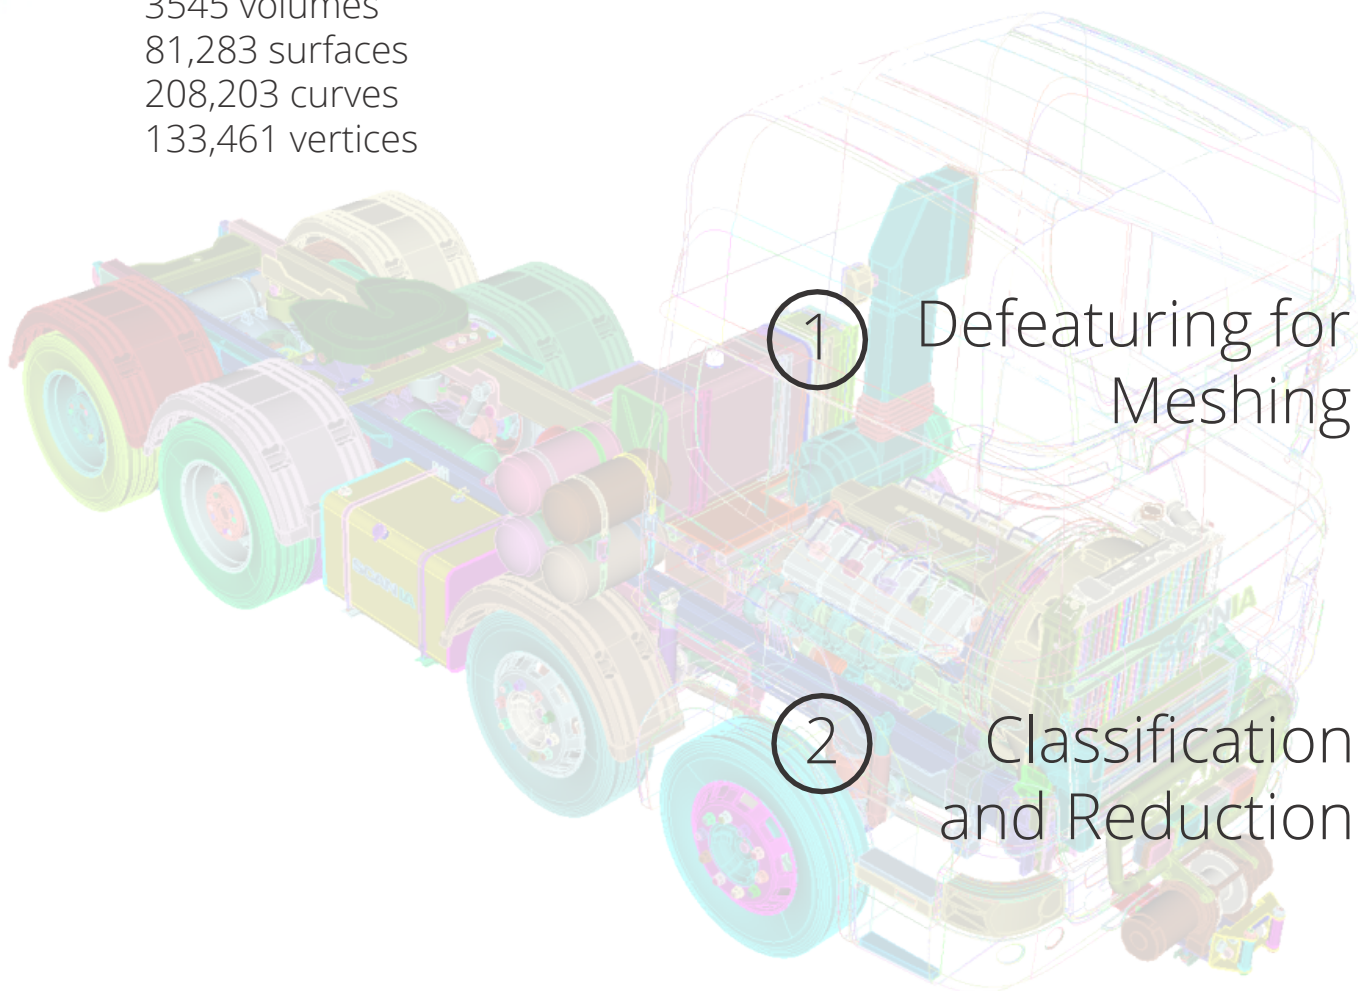 3545 volumes
81,283 surfaces
208,203 curves
133,461 vertices
1
Defeaturing for
Meshing
2
Classification
and Reduction